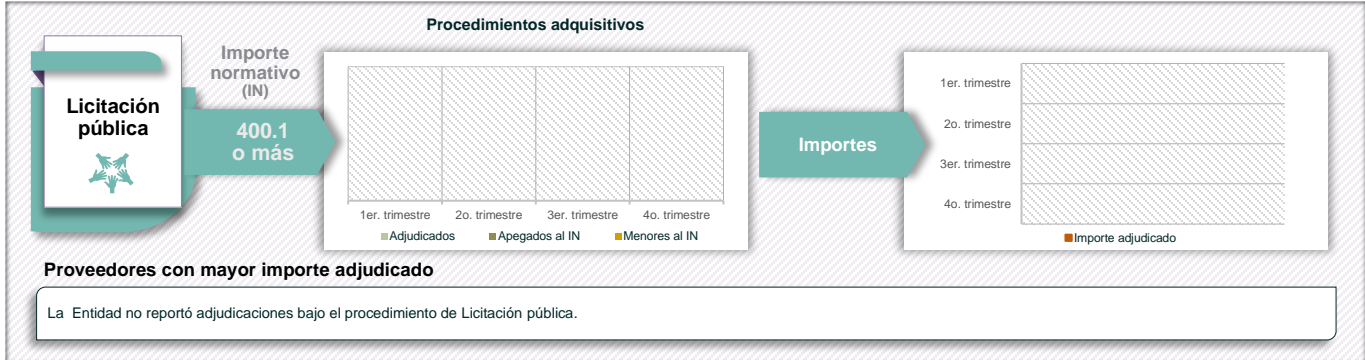 Procedimientos adquisitivos
Licitación
pública
Importe
normativo
(IN)
400.1
o más
1er. trimestre 2o. trimestre 3er. trimestre 4o. trimestre
Adjudicados Apegados al IN Menores al IN
Importes
1er. trimestre
2o. trimestre
3er. trimestre
4o. trimestre
Importe adjudicado
Proveedores con mayor importe adjudicado
La Entidad no reportó adjudicaciones bajo el procedimiento de Licitación pública.